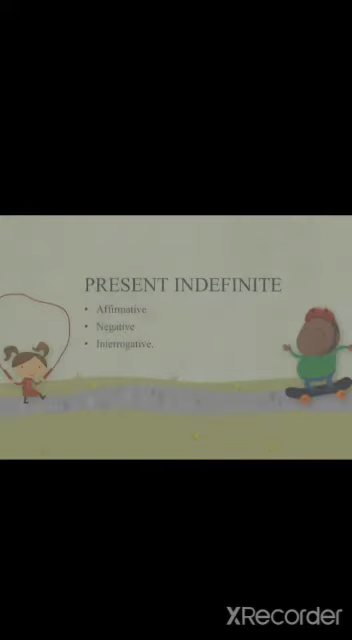 PRESENT INDEFINITE
• Affirmative
• Negative
• Interrogative.
XRecorder